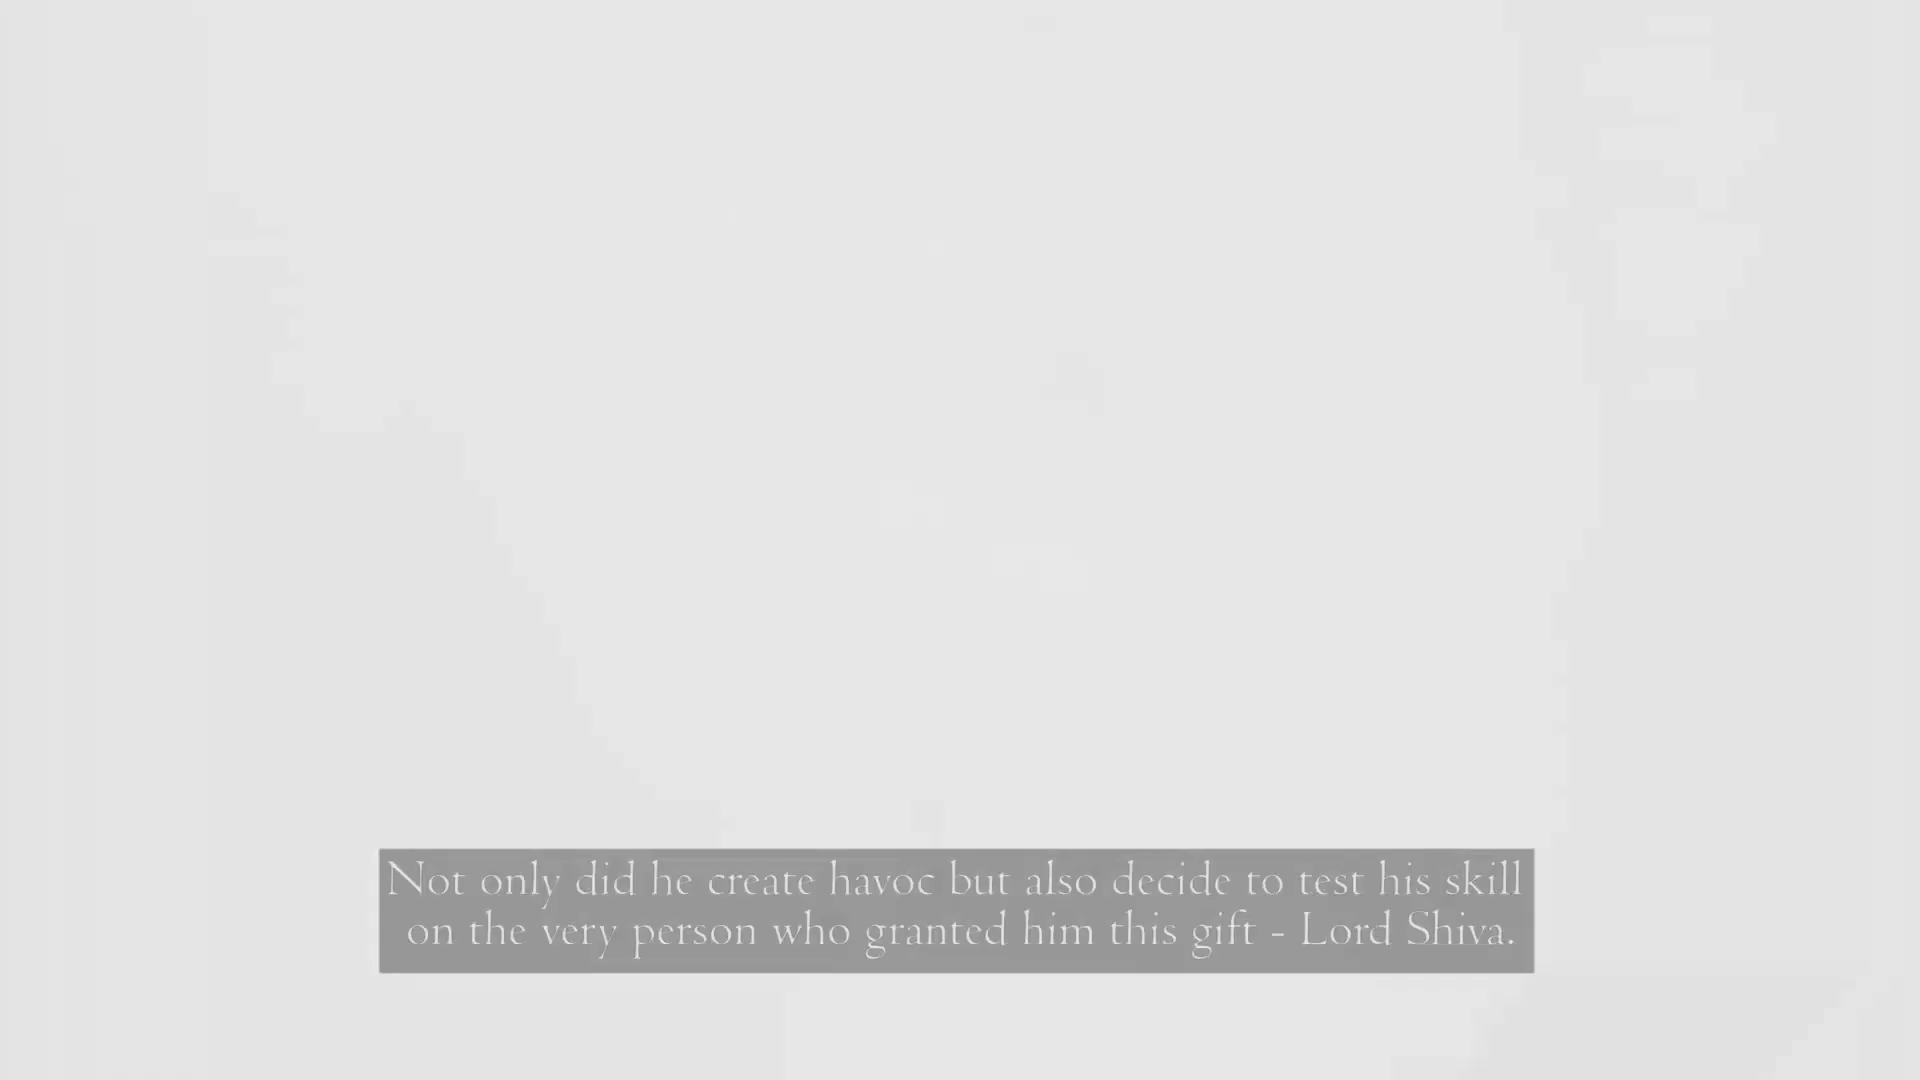 Not only did he create havoc but also decide to test his skill
on the very person who granted him this gift - Lord Shiva.